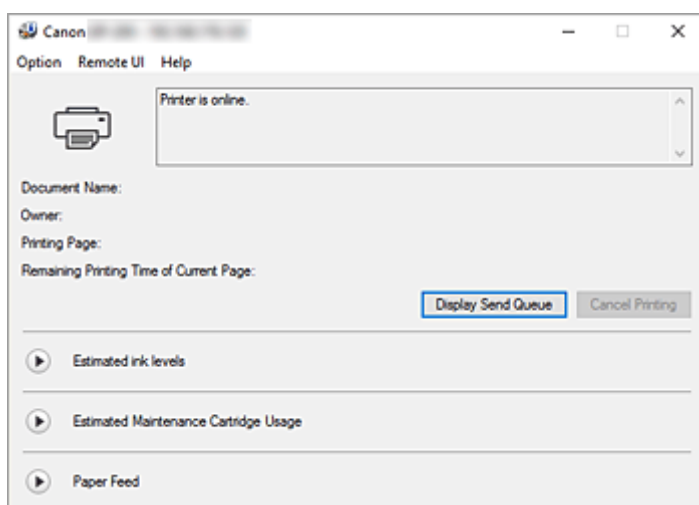 Canon
Option Remote UI Help
Printer is online.
Document Name:
Owner:
Printing Page:
Remaining Printing Time of Current Page:
Display Send Queue Cancel Printing
Estimated ink levels
Estimated Maintenance Cartridge Usage
Paper Feed